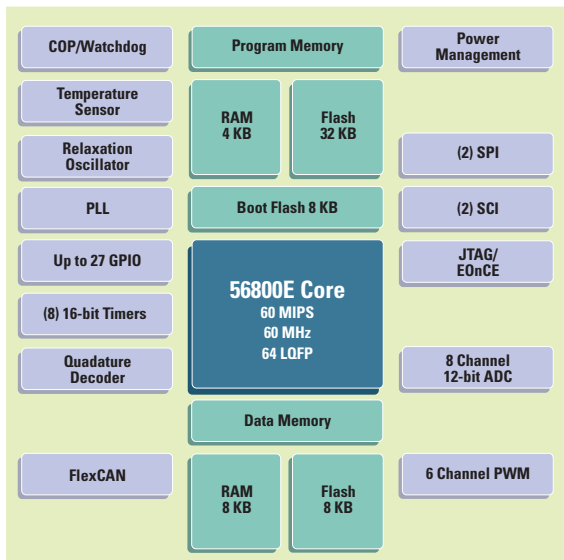 COP/Watchdog
Program Memory
Power
Management
Temperature
Sensor
RAM
4 KB
Flash
32 KB
Relaxation
Oscillator
(2) SPI
PLL
Boot Flash 8 KB
(2) SCI
Up to 27 GPIO
56800E Core
60 MIPS
60 MHz
64 LQFP
JTAG/
EOnCE
(8) 16-bit Timers
Quadature
Decoder
8 Channel
12-bit ADC
Data Memory
FlexCAN
RAM
8 KB
Flash
8 KB
6 Channel PWM